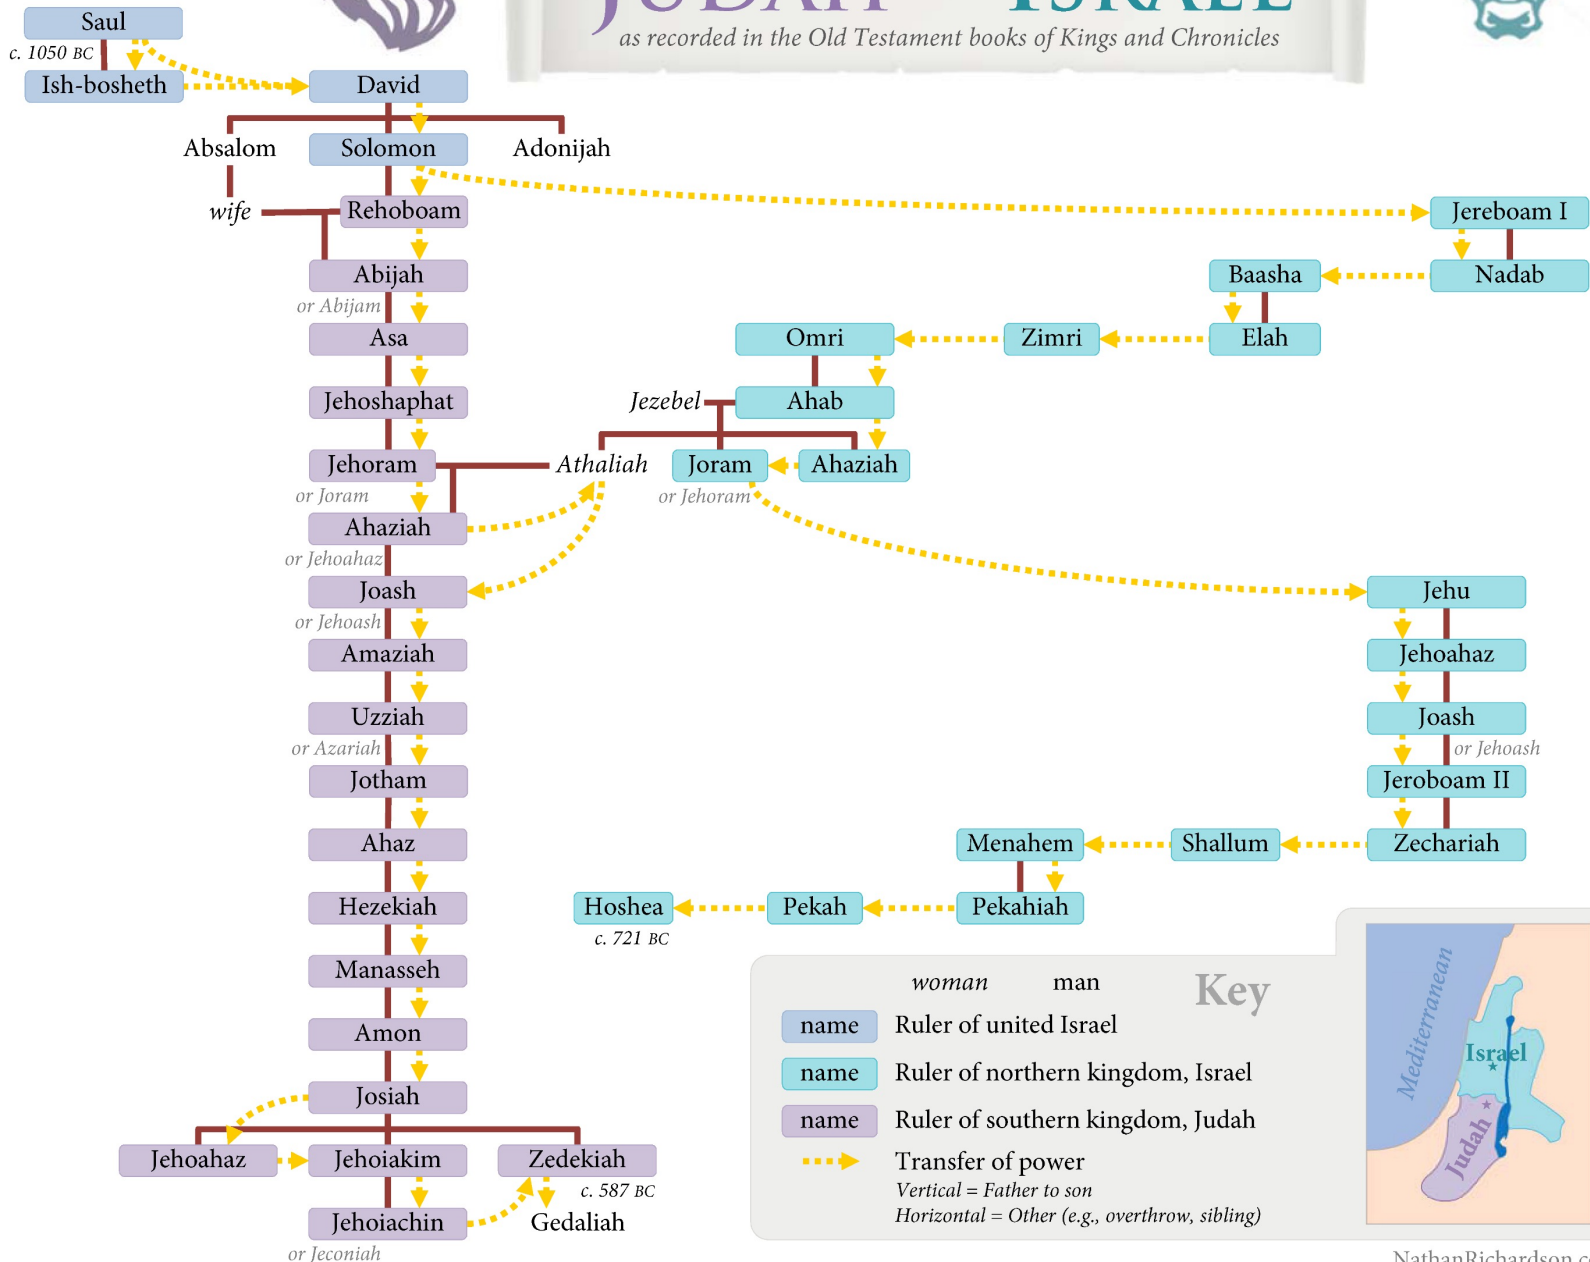 JUDAH ISRAEL
as recorded in the Old Testament books of Kings and Chronicles
Saul
c. 1050 BC
Ish-bosheth
David
Absalom
Solomon
Adonijah
wife
Rehoboam
Jereboam I
Abijah
or Abijam
Baasha
Nadab
Asa
Omri
Zimri
Elah
Jehoshaphat
Jezebel
Ahab
Jehoram
or Joram
Athaliah
Joram
or Jehoram
Ahaziah
Ahaziah
or Jehoahaz
Joash
or Jehoash
Jehu
Amaziah
Jehoahaz
Uzziah
or Azariah
Joash
or Jehoash
Jotham
Jeroboam II
Ahaz
Menahem
Shallum
Zechariah
Hezekiah
Hoshea
c. 721 BC
Pekah
Pekahiah
Manasseh
Amon
Josiah
Jehoahaz
Jehoiakim
Zedekiah
c. 587 BC
Jehoiachin
or Jeconiah
Gedaliah
woman man
Key
name Ruler of united Israel
name Ruler of northern kingdom, Israel
name Ruler of southern kingdom, Judah
Transfer of power
Vertical = Father to son
Horizontal = Other (e.g., overthrow, sibling)
Mediterranean
Israel
Judah
NathanRichardson.co